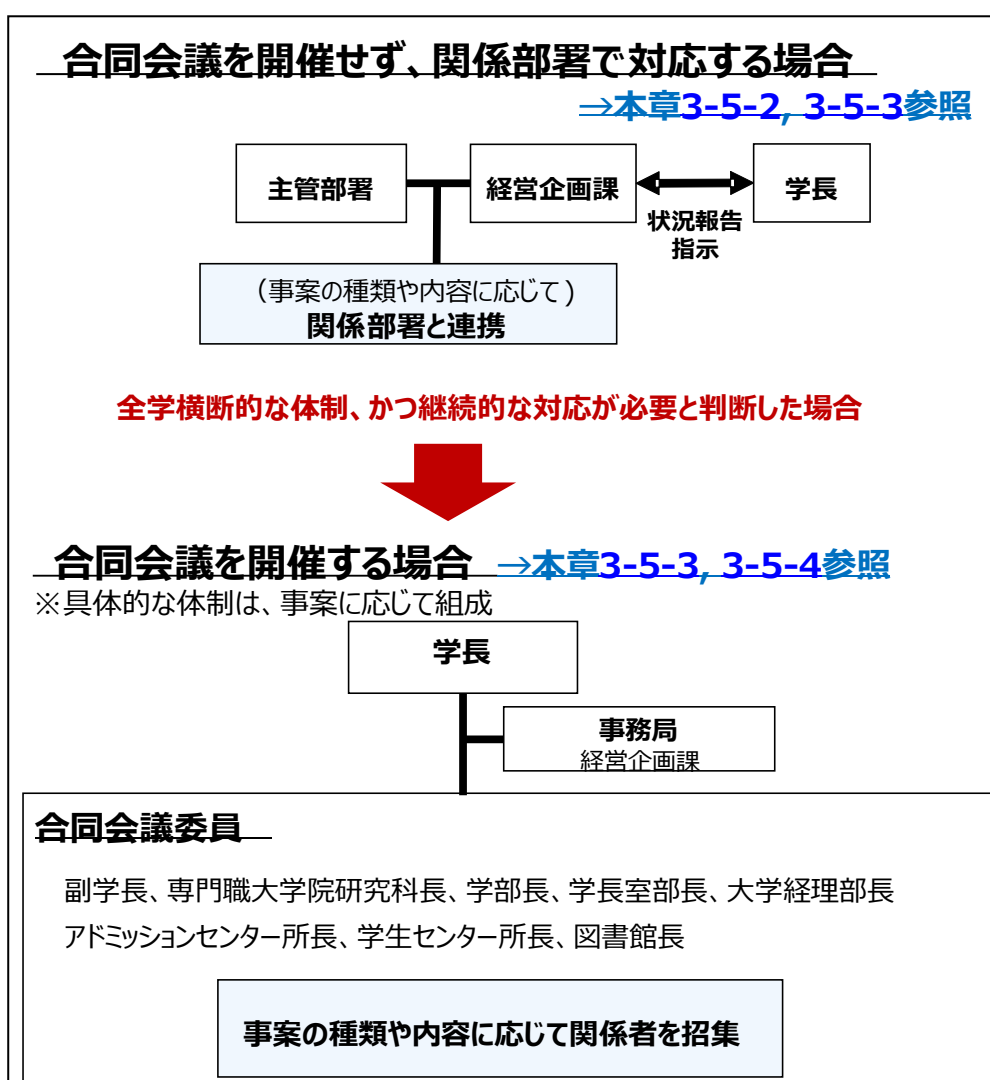 合同会議を開催せず、関係部署で対応する場合
→本章3-5-2, 3-5-3参照
主管部署
経営企画課
学長
状況報告
指示
(事案の種類や内容に応じて)
関係部署と連携
全学横断的な体制、かつ継続的な対応が必要と判断した場合
合同会議を開催する場合 →本章3-5-3, 3-5-4参照
※具体的な体制は、事案に応じて組成
学長
事務局
経営企画課
合同会議委員
副学長、専門職大学院研究科長、学部長、学長室部長、大学経理部長
アドミッションセンター所長、学生センター所長、図書館長
事案の種類や内容に応じて関係者を招集